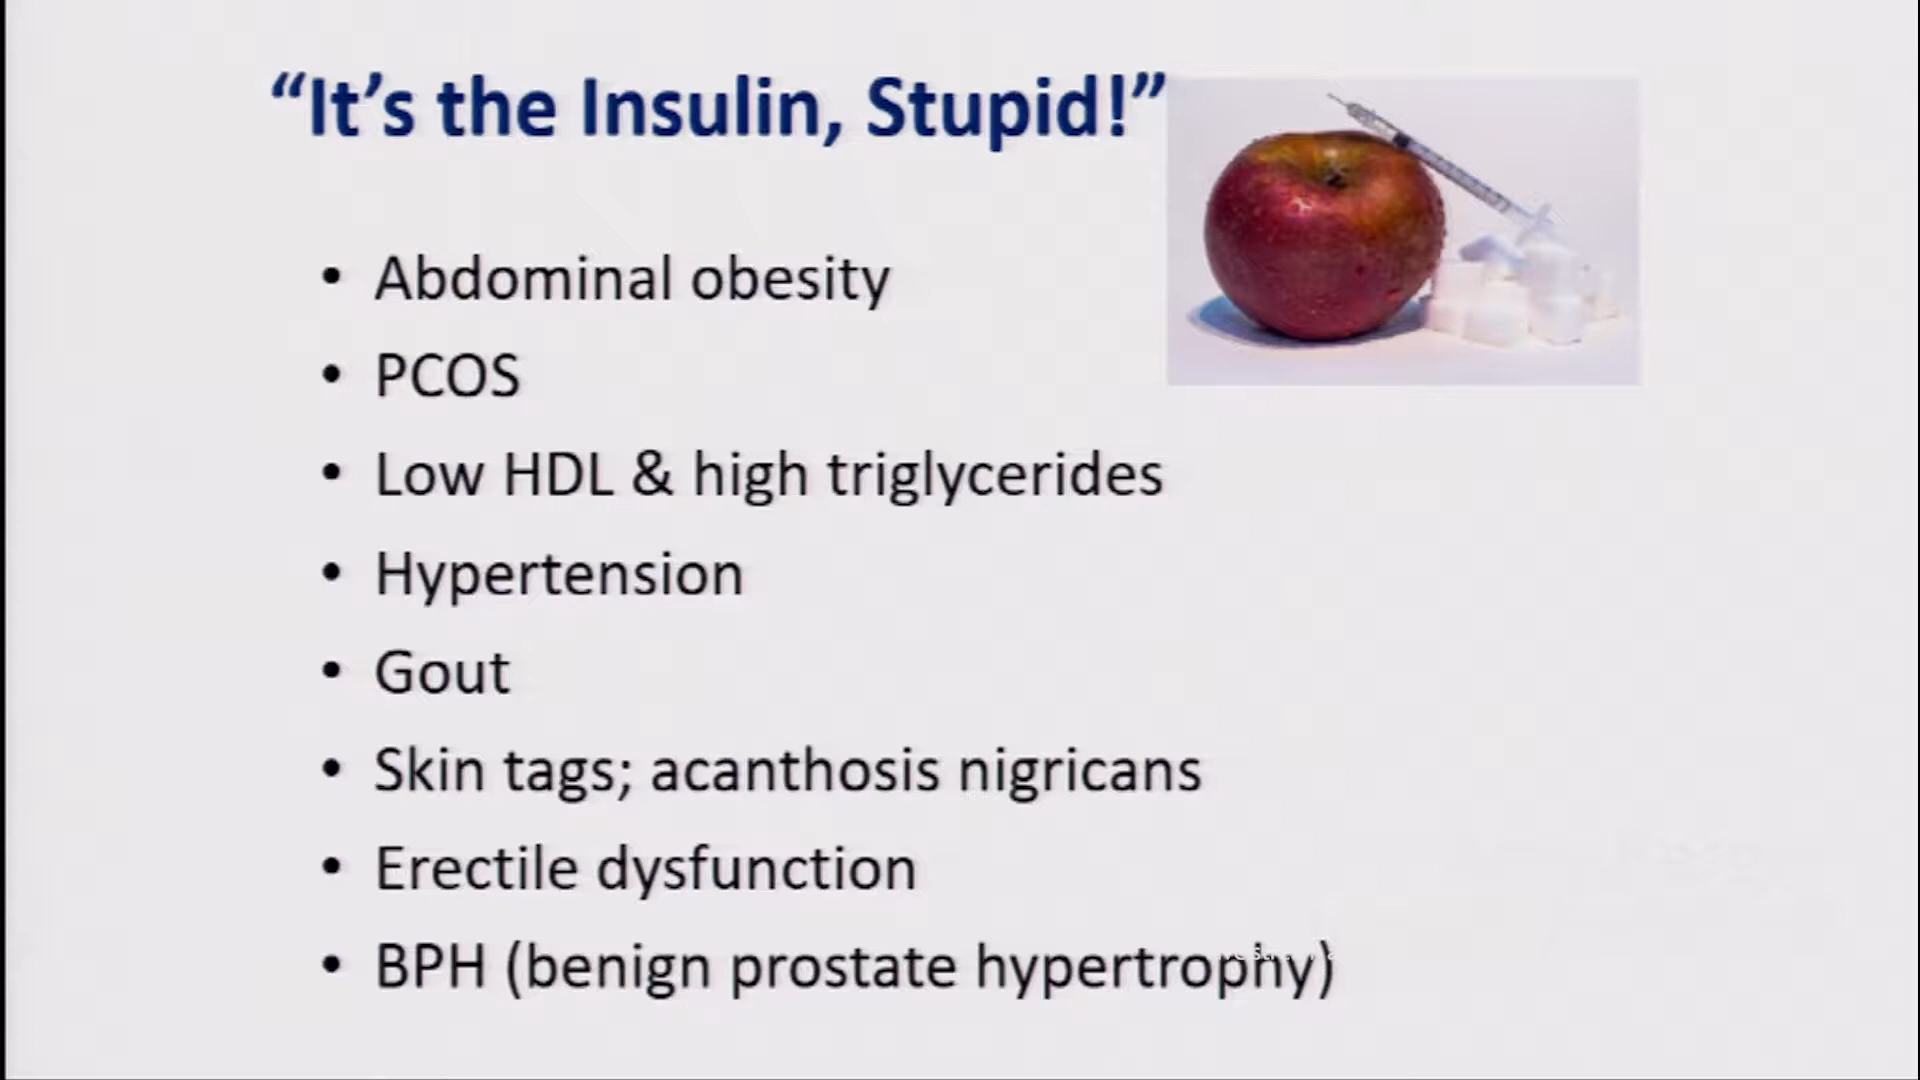 “It’s the Insulin, Stupid!”
• Abdominal obesity
• PCOS
• Low HDL & high triglycerides
• Hypertension
• Gout
• Skin tags; acanthosis nigricans
• Erectile dysfunction
• BPH (benign prostate hypertrophy)